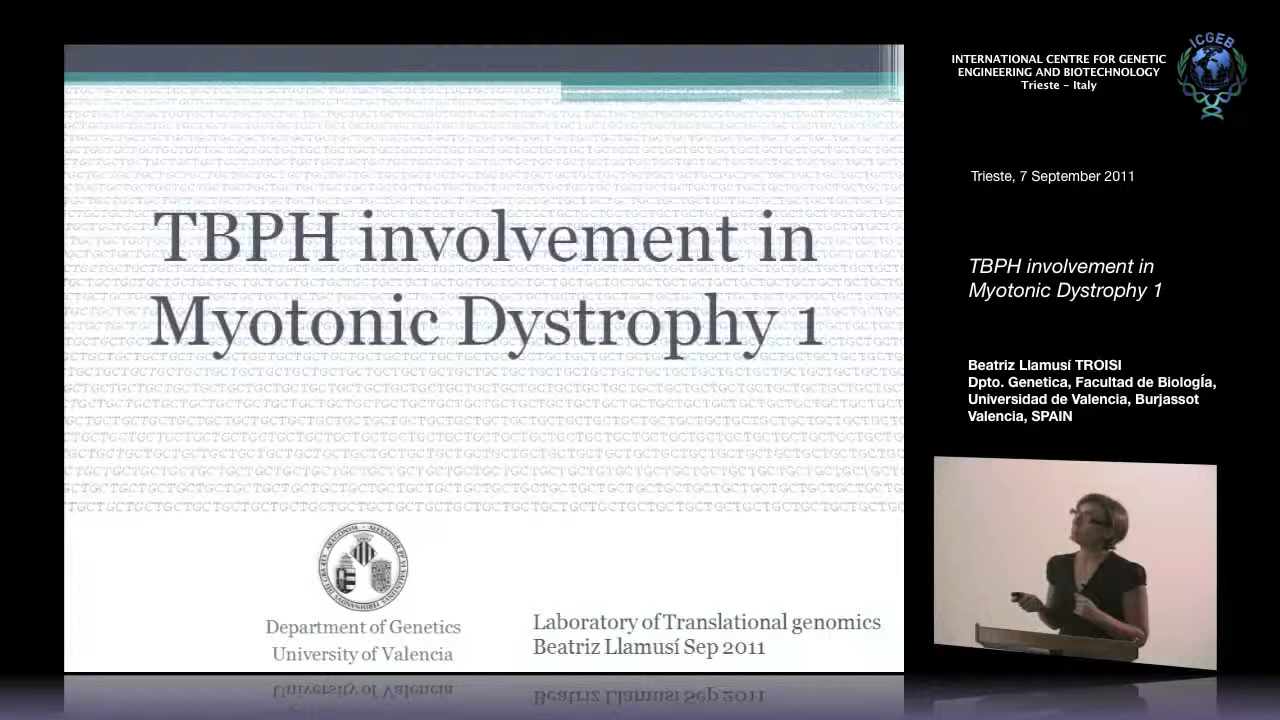 TBPH involvement in
Myotonic Dystrophy 1
Department of Genetics
University of Valencia
Laboratory of Translational genomics
Beatriz Llamusí Sep 2011
INTERNATIONAL CENTRE FOR GENETIC
ENGINEERING AND BIOTECHNOLOGY
Trieste – Italy
ICGEB
Trieste, 7 September 2011
TBPH involvement in
Myotonic Dystrophy 1
Beatriz Llamusí TROISI
Dpto. Genetica, Facultad de Biología,
Universidad de Valencia, Burjassot
Valencia, SPAIN